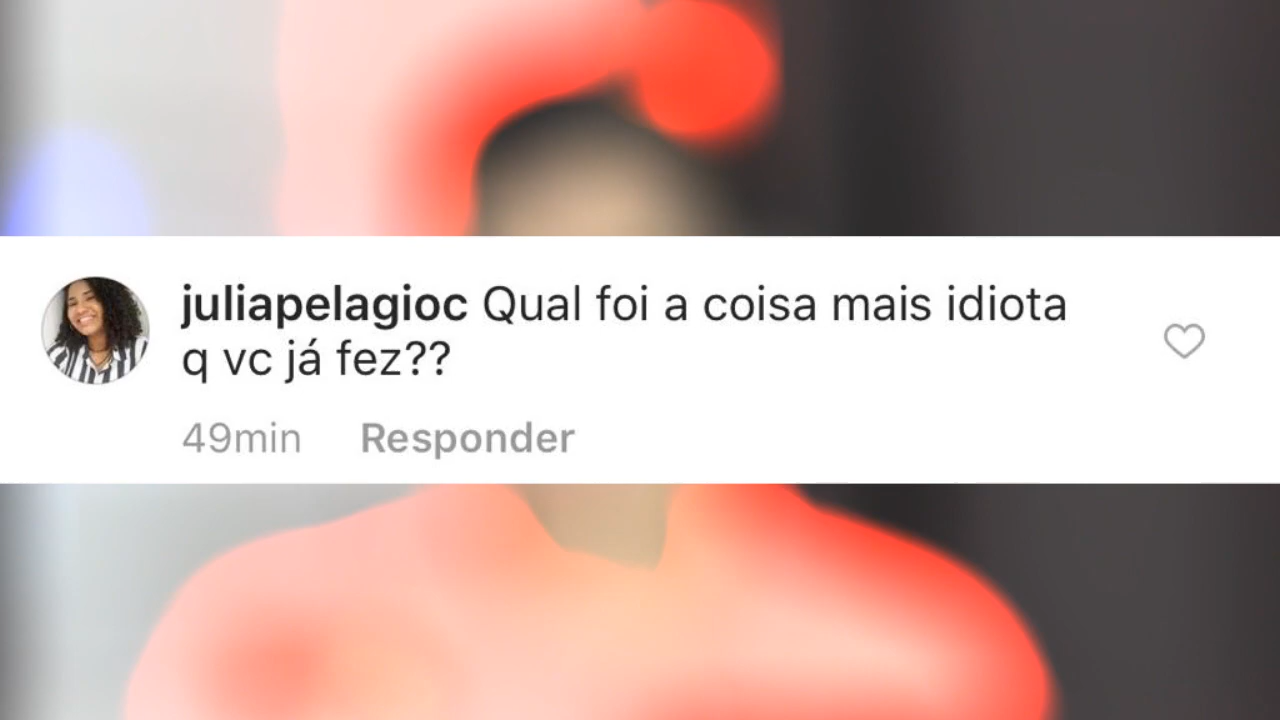 juliapelagioc Qual foi a coisa mais idiota
q vc já fez??
49min Responder